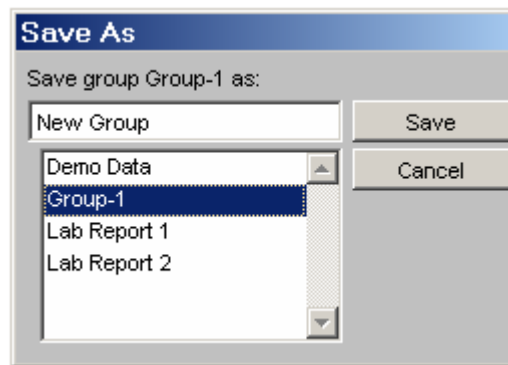 Save As
Save group Group-1 as:
New Group
Save
Demo Data
Cancel
Group-1
Lab Report 1
Lab Report 2